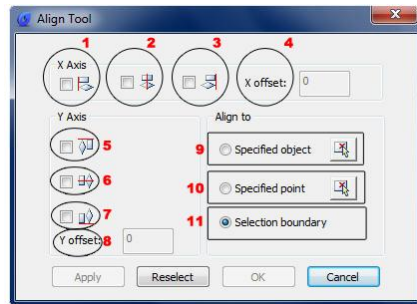 Align Tool
1 2 3 4
X Axis
X offset: 0
Y Axis
Align to
5
9 Specified object
6
10 Specified point
7
11 Selection boundary
Y offset: 8 0
Apply Reselect OK Cancel